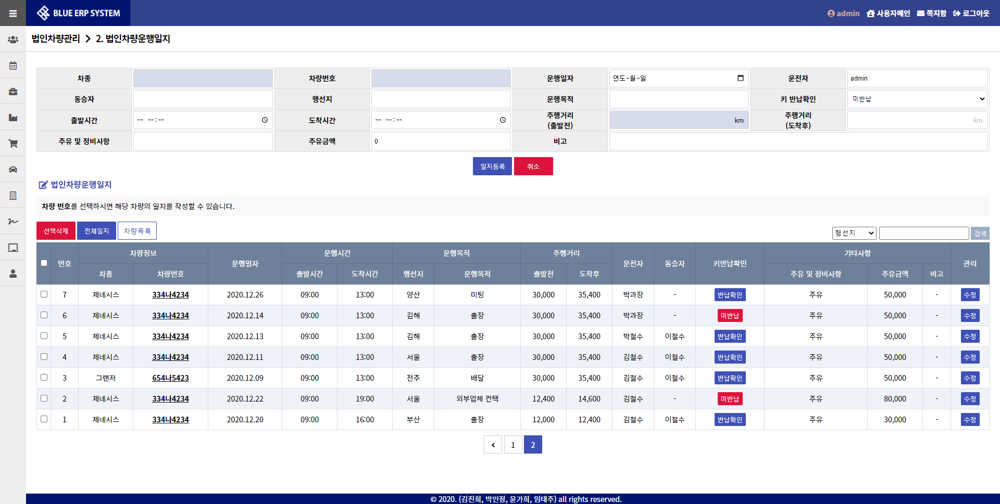 BLUE ERP SYSTEM
admin 사용자메인 쪽지함 로그아웃
법인차량관리 2. 법인차량운행일지
차종 차량번호 운행일자 연도-월-일 운전자 admin
동승자 행선지 운행목적 키 반납확인 미반납
출발시간 -- --:-- 도착시간 -- --:-- 주행거리 (출발전) km 주행거리 (도착후) km
주유 및 정비사항 주유금액 0 비고
일지등록 취소
법인차량운행일지
차량 번호를 선택하시면 해당 차량의 일지를 작성할 수 있습니다.
선택삭제 전체일지 차량목록 행선지 검색
번호 차량정보 운행일자 운행시간 운행목적 주행거리 운전자 동승자 키반납확인 기타사항 관리
차종 차량번호 출발시간 도착시간 행선지 운행목적 출발전 도착후 주유 및 정비사항 주유금액 비고
7 제네시스 334나4234 2020.12.26 09:00 13:00 양산 미팅 30,000 35,400 박과장 - 반납확인 주유 50,000 - 수정
6 제네시스 334나4234 2020.12.14 09:00 13:00 김해 출장 30,000 35,400 박과장 - 미반납 주유 50,000 - 수정
5 제네시스 334나4234 2020.12.13 09:00 13:00 김해 출장 30,000 35,400 박철수 이철수 반납확인 주유 50,000 - 수정
4 제네시스 334나4234 2020.12.11 09:00 13:00 서울 출장 30,000 35,400 김철수 이철수 반납확인 주유 50,000 - 수정
3 그랜저 654나5423 2020.12.09 09:00 13:00 전주 배달 30,000 35,400 김철수 이철수 반납확인 주유 50,000 - 수정
2 제네시스 334나4234 2020.12.22 09:00 19:00 서울 외부업체 컨택 12,400 14,600 김철수 - 미반납 주유 80,000 - 수정
1 제네시스 334나4234 2020.12.20 09:00 16:00 부산 출장 12,000 12,400 김철수 이철수 반납확인 주유 30,000 - 수정
1 2
© 2020. (김진희, 박민정, 윤가희, 임태주) all rights reserved.